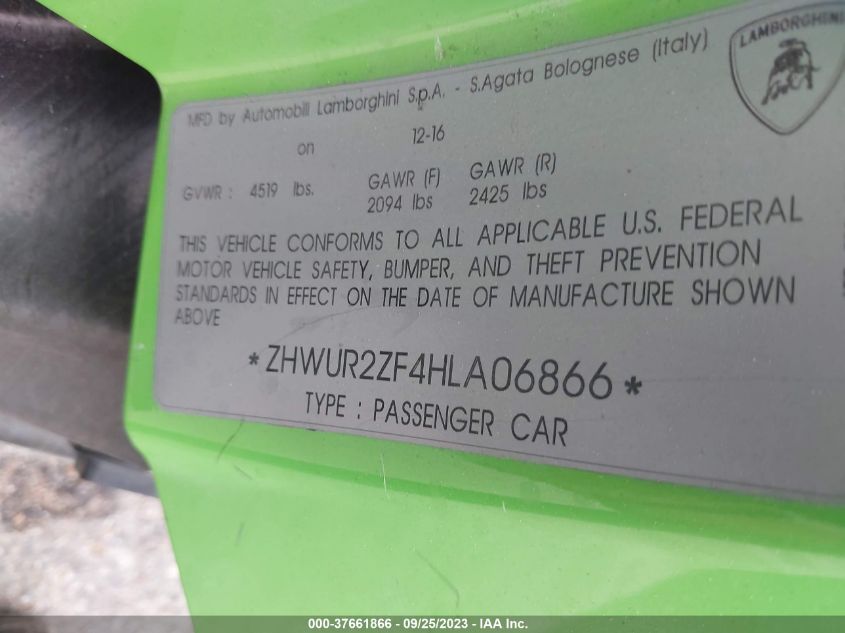 LAMBORGHINI
MFD by Automobili Lamborghini S.p.A. - S.Agata Bolognese (Italy)
on 12-16
GVWR : 4519 lbs. GAWR (F) GAWR (R)
2094 lbs 2425 lbs
THIS VEHICLE CONFORMS TO ALL APPLICABLE U.S. FEDERAL
MOTOR VEHICLE SAFETY, BUMPER, AND THEFT PREVENTION
STANDARDS IN EFFECT ON THE DATE OF MANUFACTURE SHOWN
ABOVE
*ZHWUR2ZF4HLA06866*
TYPE : PASSENGER CAR
000-37661866 - 09/25/2023 - IAA Inc.